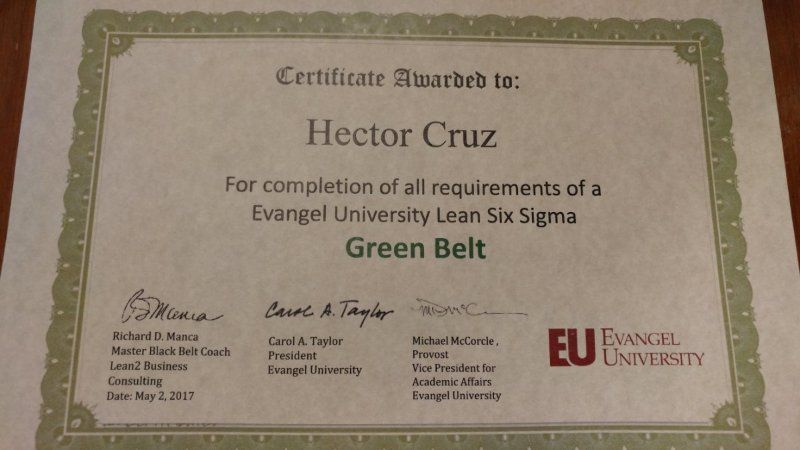 Certificate Awarded to:
Hector Cruz
For completion of all requirements of a
Evangel University Lean Six Sigma
Green Belt
Carol A. Taylor
Richard D. Manca
Master Black Belt Coach
Lean2 Business
Consulting
Date: May 2, 2017
Carol A. Taylor
President
Evangel University
Michael McCorcle ,
Provost
Vice President for
Academic Affairs
Evangel University
EU EVANGEL
UNIVERSITY